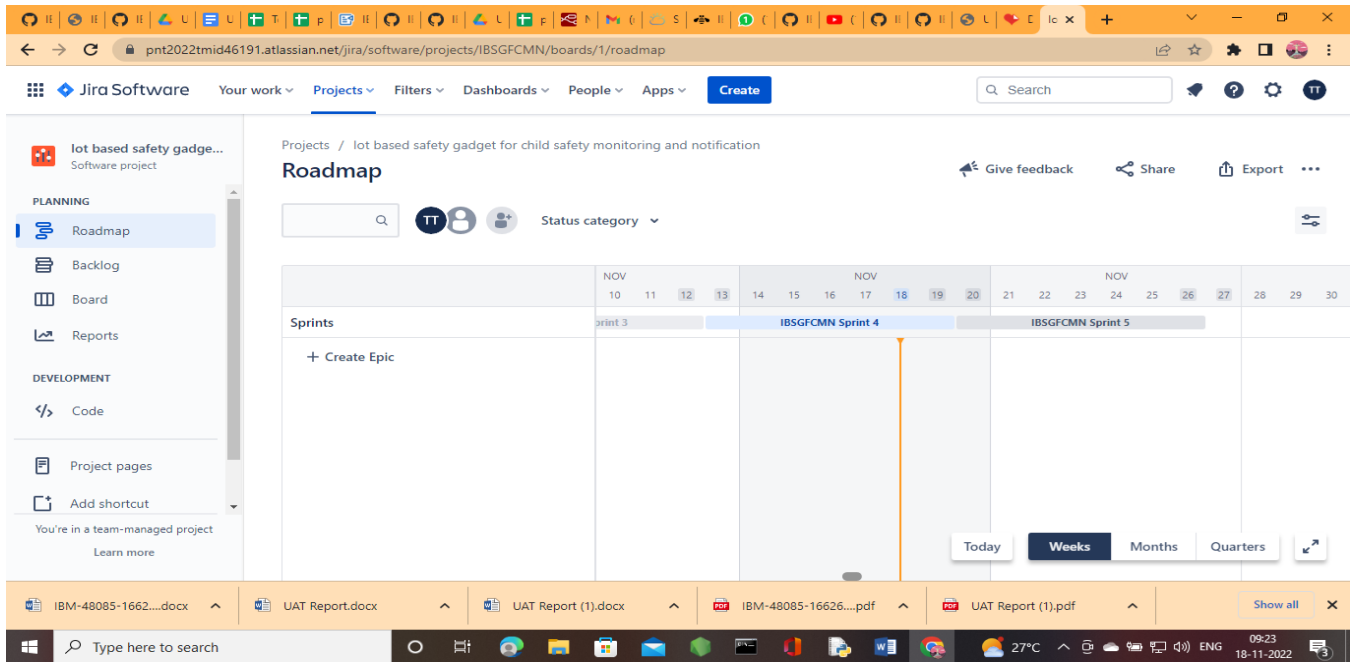 pnt2022tmid46191.atlassian.net/jira/software/projects/IBSGFCMN/boards/1/roadmap
Jira Software Your work Projects Filters Dashboards People Apps Create Search TT
Iot based safety gadge...
Software project
PLANNING
Roadmap
Backlog
Board
Reports
DEVELOPMENT
Code
Project pages
Add shortcut
You're in a team-managed project
Learn more
Projects / Iot based safety gadget for child safety monitoring and notification
Roadmap
Give feedback Share Export
TT Status category
NOV NOV NOV
10 11 12 13 14 15 16 17 18 19 20 21 22 23 24 25 26 27 28 29 30
Sprints
print 3 IBSGFCMN Sprint 4 IBSGFCMN Sprint 5
+ Create Epic
Today Weeks Months Quarters
IBM-48085-1662....docx UAT Report.docx UAT Report (1).docx IBM-48085-16626....pdf UAT Report (1).pdf Show all
Type here to search
27°C ENG
09:23
18-11-2022
3